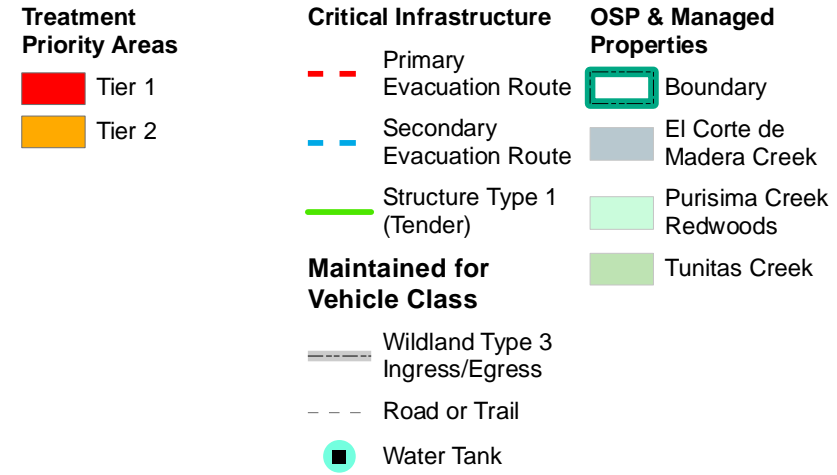 Treatment
Priority Areas
Tier 1
Tier 2
Critical Infrastructure
Primary
Evacuation Route
Secondary
Evacuation Route
Structure Type 1
(Tender)
Maintained for
Vehicle Class
Wildland Type 3
Ingress/Egress
Road or Trail
Water Tank
OSP & Managed
Properties
Boundary
El Corte de
Madera Creek
Purisima Creek
Redwoods
Tunitas Creek